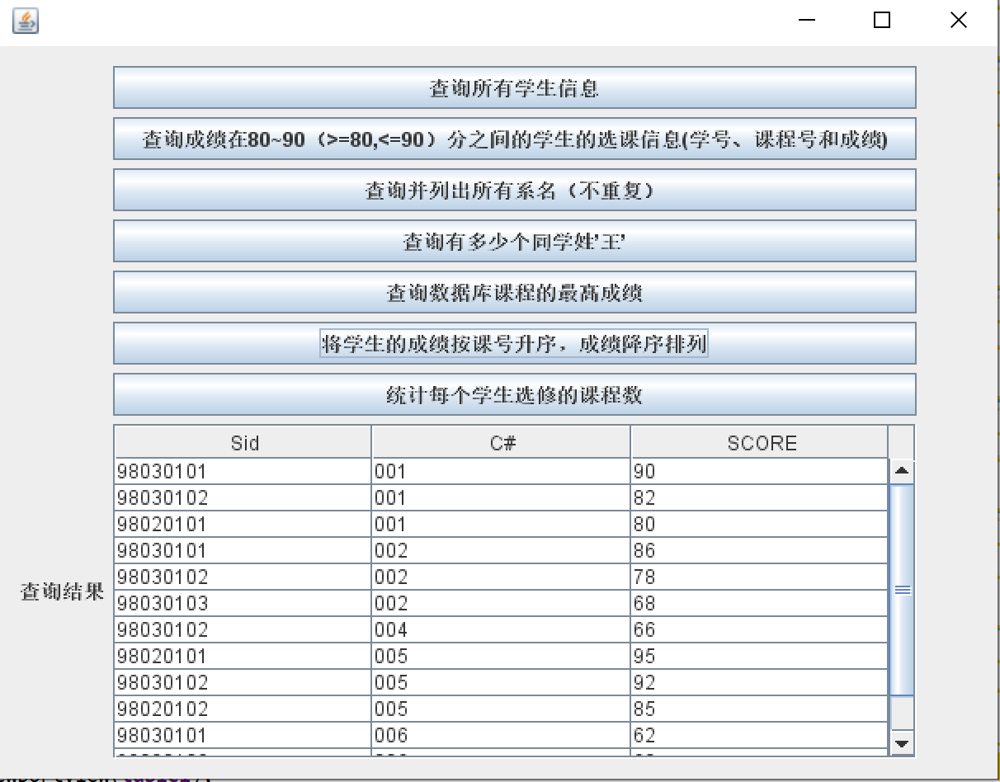 查询所有学生信息
查询成绩在80~90（>=80,<=90）分之间的学生的选课信息(学号、课程号和成绩)
查询并列出所有系名（不重复）
查询有多少个同学姓'王'
查询数据库课程的最高成绩
将学生的成绩按课号升序，成绩降序排列
统计每个学生选修的课程数
查询结果
Sid C# SCORE
98030101 001 90
98030102 001 82
98020101 001 80
98030101 002 86
98030102 002 78
98030103 002 68
98030102 004 66
98020101 005 95
98030102 005 92
98020102 005 85
98030101 006 62